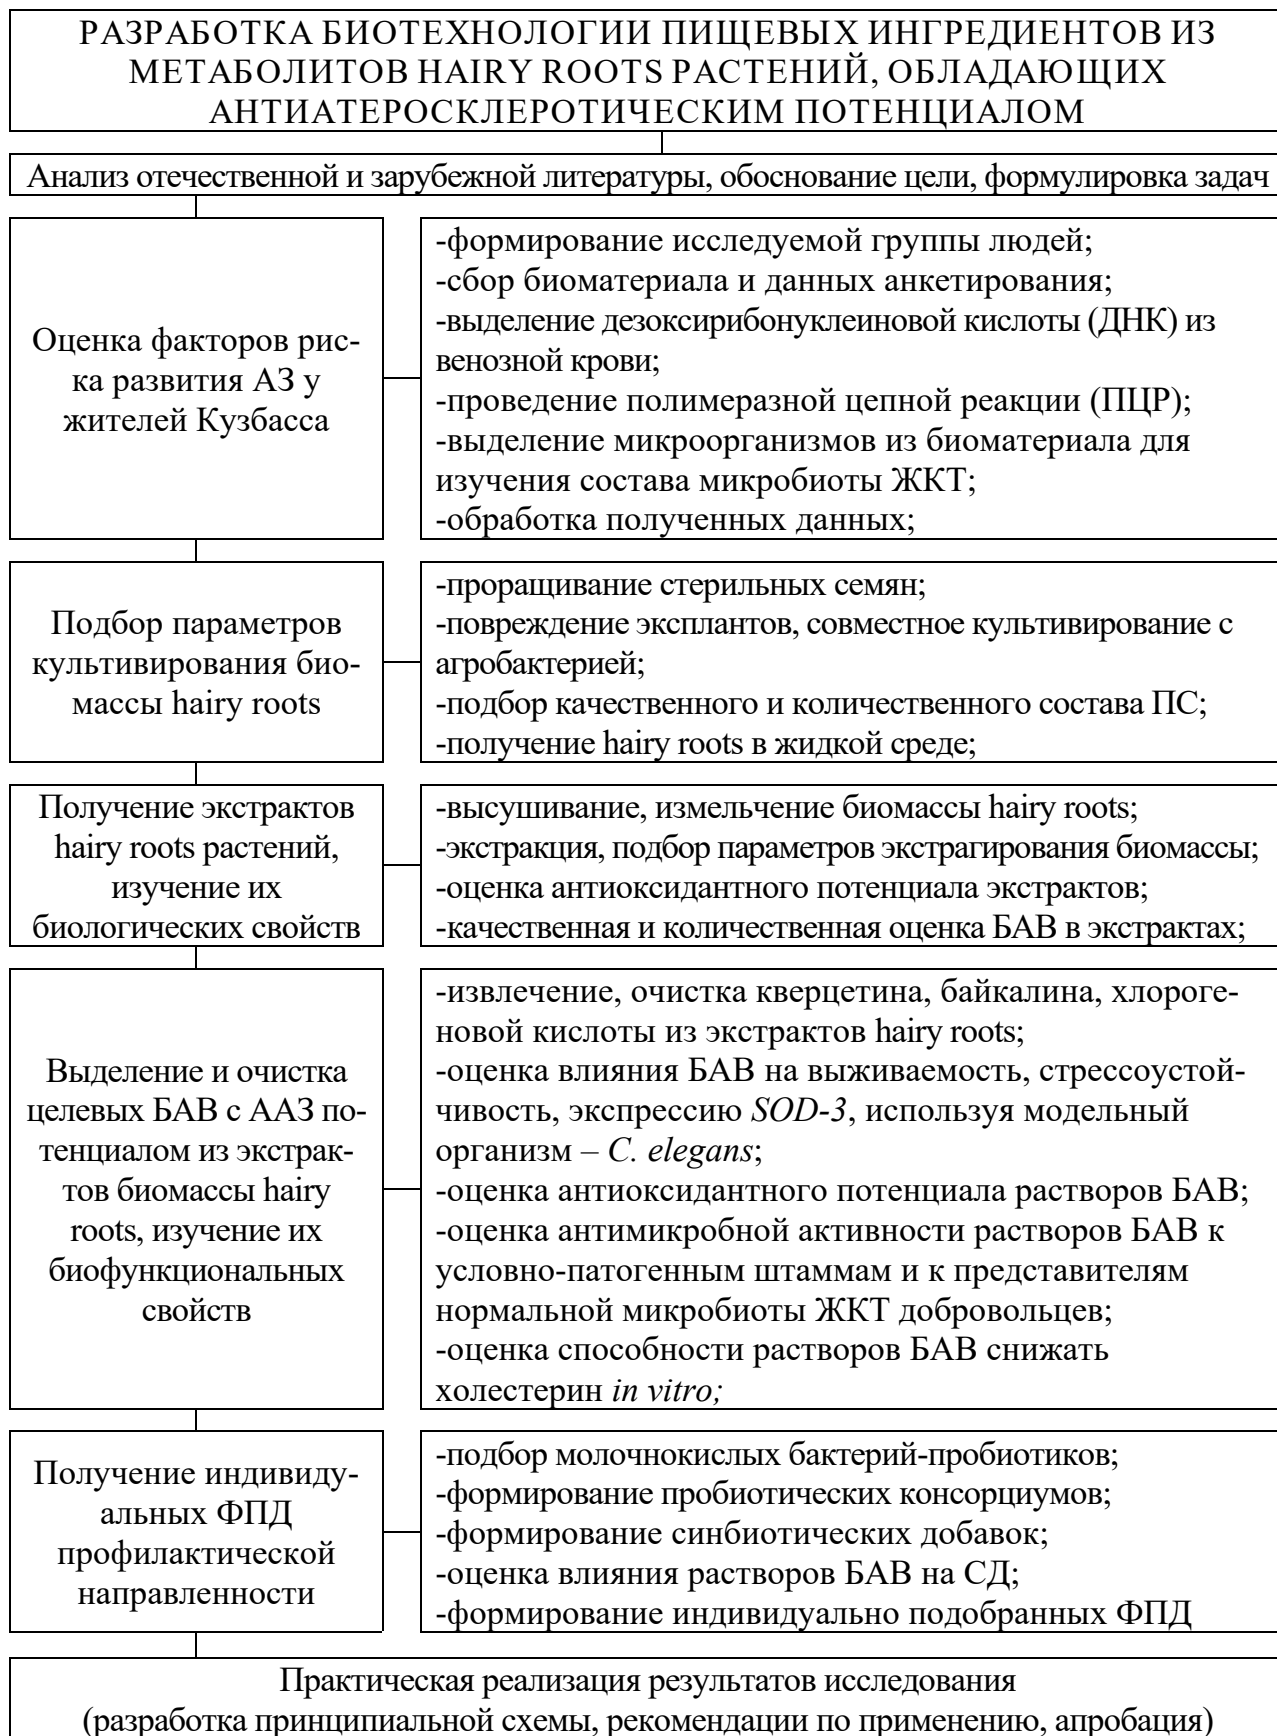 РАЗРАБОТКА БИОТЕХНОЛОГИИ ПИЩЕВЫХ ИНГРЕДИЕНТОВ ИЗ
МЕТАБОЛИТОВ HAIRY ROOTS РАСТЕНИЙ, ОБЛАДАЮЩИХ
АНТИАТЕРОСКЛЕРОТИЧЕСКИМ ПОТЕНЦИАЛОМ
Анализ отечественной и зарубежной литературы, обоснование цели, формулировка задач
Оценка факторов рис-
ка развития АЗ у
жителей Кузбасса
-формирование исследуемой группы людей;
-сбор биоматериала и данных анкетирования;
-выделение дезоксирибонуклеиновой кислоты (ДНК) из
венозной крови;
-проведение полимеразной цепной реакции (ПЦР);
-выделение микроорганизмов из биоматериала для
изучения состава микробиоты ЖКТ;
-обработка полученных данных;
Подбор параметров
культивирования био-
массы hairy roots
-проращивание стерильных семян;
-повреждение эксплантов, совместное культивирование с
агробактерией;
-подбор качественного и количественного состава ПС;
-получение hairy roots в жидкой среде;
Получение экстрактов
hairy roots растений,
изучение их
биологических свойств
-высушивание, измельчение биомассы hairy roots;
-экстракция, подбор параметров экстрагирования биомассы;
-оценка антиоксидантного потенциала экстрактов;
-качественная и количественная оценка БАВ в экстрактах;
Выделение и очистка
целевых БАВ с ААЗ по-
тенциалом из экстрак-
тов биомассы hairy
roots, изучение их
биофункциональных
свойств
-извлечение, очистка кверцетина, байкалина, хлороге-
новой кислоты из экстрактов hairy roots;
-оценка влияния БАВ на выживаемость, стрессоустой-
чивость, экспрессию SOD-3, используя модельный
организм – C. elegans;
-оценка антиоксидантного потенциала растворов БАВ;
-оценка антимикробной активности растворов БАВ к
условно-патогенным штаммам и к представителям
нормальной микробиоты ЖКТ добровольцев;
-оценка способности растворов БАВ снижать
холестерин in vitro;
Получение индивиду-
альных ФПД
профилактической
направленности
-подбор молочнокислых бактерий-пробиотиков;
-формирование пробиотических консорциумов;
-формирование синбиотических добавок;
-оценка влияния растворов БАВ на СД;
-формирование индивидуально подобранных ФПД
Практическая реализация результатов исследования
(разработка принципиальной схемы, рекомендации по применению, апробация)